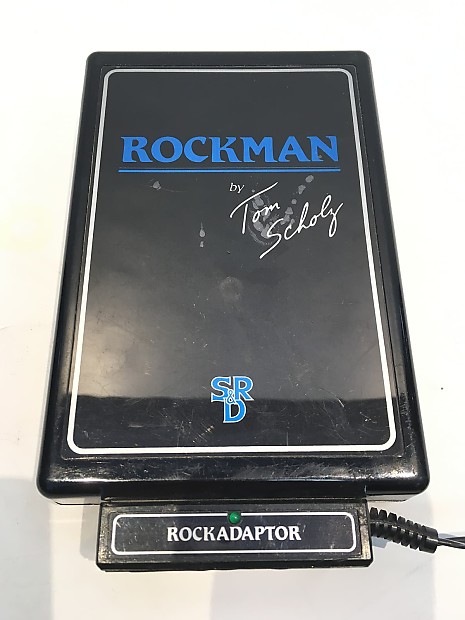 ROCKMAN
by
Tom
Scholz
SR
&
D
ROCKADAPTOR